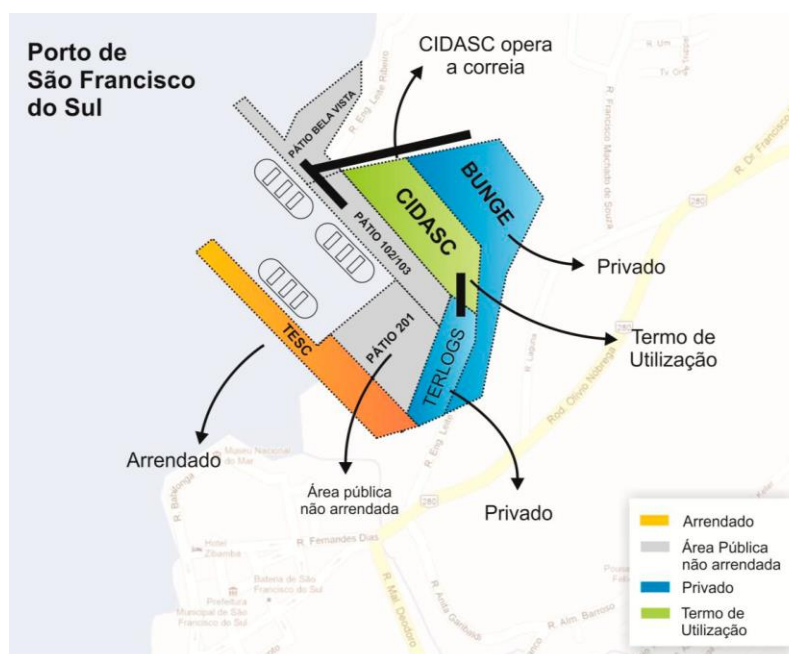 Porto de
São Francisco
do Sul
CIDASC opera
a correia
R. Eng. Leite Ribeiro
PÁTIO BELA VISTA
BUNGE
CIDASC
PÁTIO 102/103
TESC
PÁTIO 201
TERLOGS
Privado
Termo de
Utilização
Arrendado
Área pública
não arrendada
Privado
R. Um
R. Francisco Machado de Souza
R. Dr. Francisco
280
280
R. Laguna
Rod. Olívio Nóbrega
R. Eng. Leite
280
Museu Nacional
do Mar
R. Babitonga
Hotel
Zibamba
R. Fernandes Dias
Bateria de São
Francisco do Sul
Prefeitura
Municipal de São
Francisco do Sul
R. Mal. Deodoro
R. Anita Garibaldi
R. Alm. Barroso
Arrendado
Área Pública
não arrendada
Privado
Termo de
Utilização